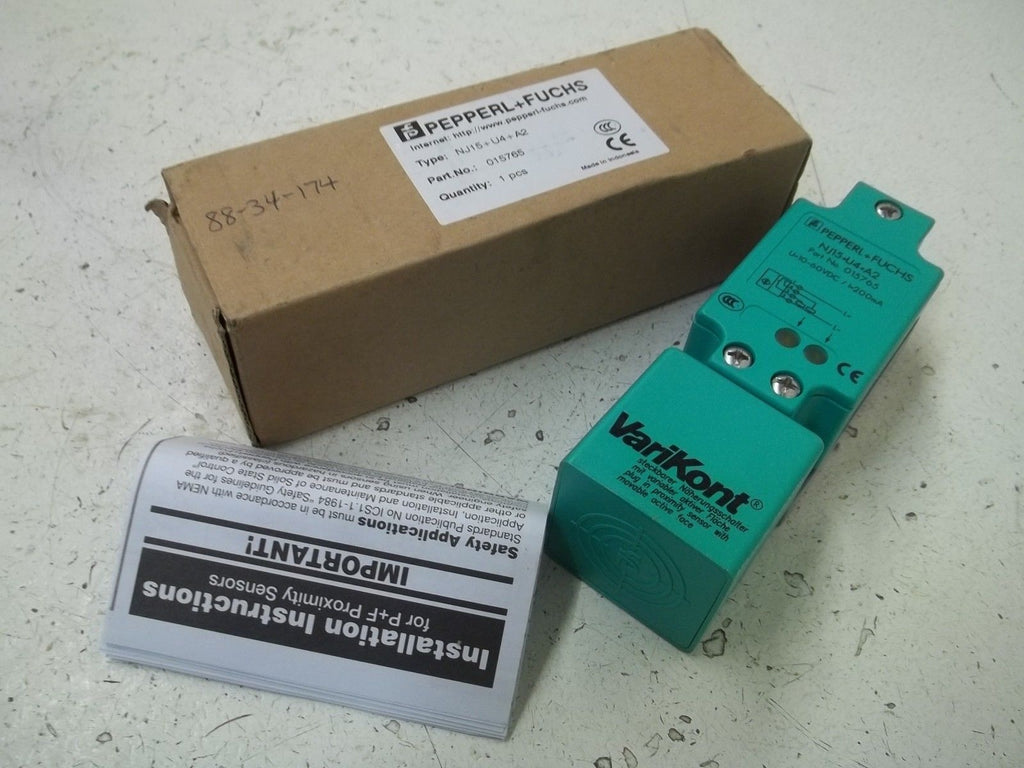 PEPPERL+FUCHS
Internet: http://www.pepperl-fuchs.com
Type: NJ15+U4+A2
Part.No.: 015765
Quantity: 1 pcs
CE
Made in Indonesia
88-34-174
PEPPERL+FUCHS
NJ15+U4+A2
Part No 015765
U=10-60VDC / I=200mA
L+
L-
CE
VariKont®
steckbarer Näherungsschalter
mit variabler aktiver Fläche
plug in proximity sensor with
movable active face
Installation Instructions
for P+F Proximity Sensors
IMPORTANT!
Safety Applications must be in accordance with NEMA
Standards Publication No ICS1.1-1984 "Safety Guidelines for the
Application, Installation, and Maintenance of Solid State Control"